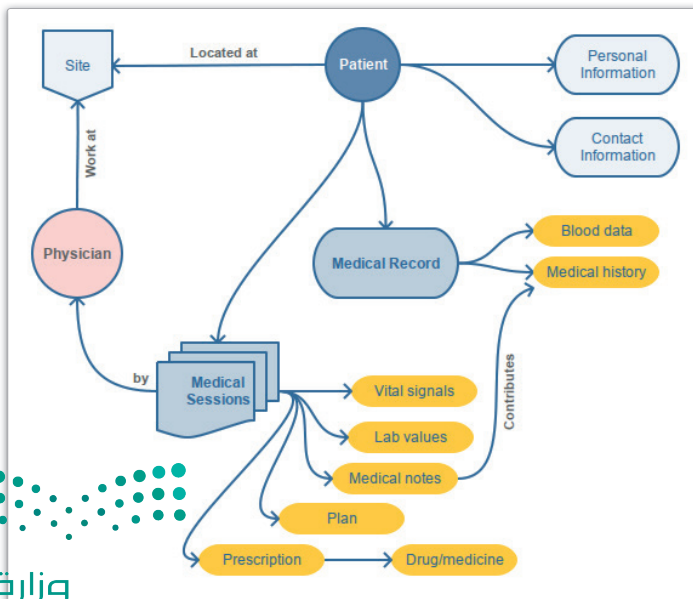 Located at
Site
Patient
Personal
Information
Contact
Information
Work at
Physician
Medical Record
Blood data
Medical history
by
Medical
Sessions
Vital signals
Contributes
Lab values
Medical notes
Plan
Prescription
Drug/medicine
وزارة